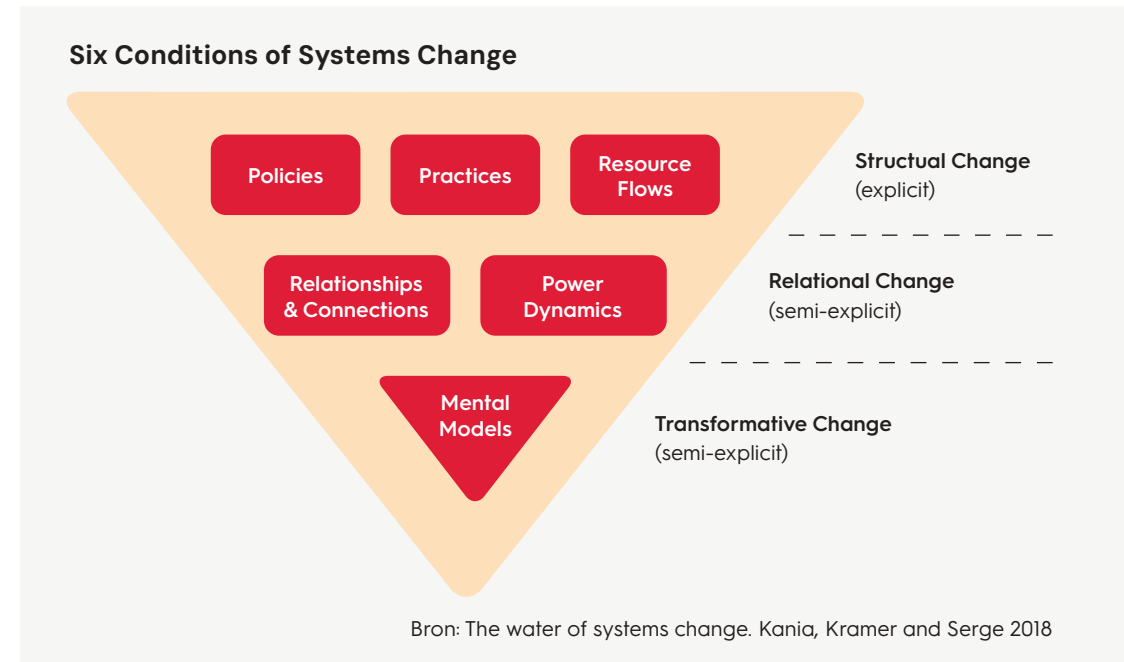 Six Conditions of Systems Change
Policies
Practices
Resource
Flows
Structual Change
(explicit)
Relationships
& Connections
Power
Dynamics
Relational Change
(semi-explicit)
Mental
Models
Transformative Change
(semi-explicit)
Bron: The water of systems change. Kania, Kramer and Serge 2018